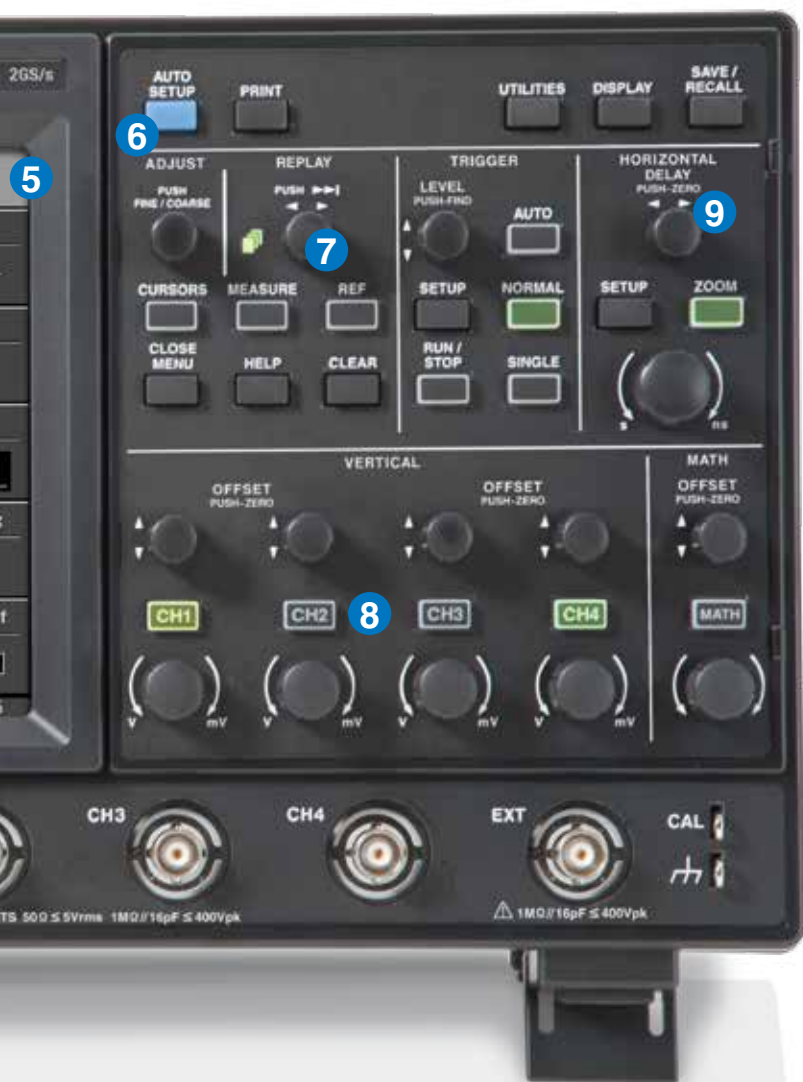 2GS/s
AUTO SETUP
PRINT
UTILITIES
DISPLAY
SAVE / RECALL
5
6
ADJUST
REPLAY
TRIGGER
HORIZONTAL
DELAY
PUSH-ZERO
9
PUSH
FINE / COARSE
PUSH
7
LEVEL
PUSH-FIND
AUTO
CURSORS
MEASURE
REF
SETUP
NORMAL
SETUP
ZOOM
CLOSE MENU
HELP
CLEAR
RUN / STOP
SINGLE
s
ns
VERTICAL
MATH
OFFSET
PUSH-ZERO
OFFSET
PUSH-ZERO
OFFSET
PUSH-ZERO
CH1
CH2
8
CH3
CH4
MATH
V
mV
V
mV
V
mV
V
mV
CH3
CH4
EXT
CAL
TS 50Ω ≤ 5Vrms 1MΩ//16pF ≤ 400Vpk
1MΩ//16pF ≤ 400Vpk